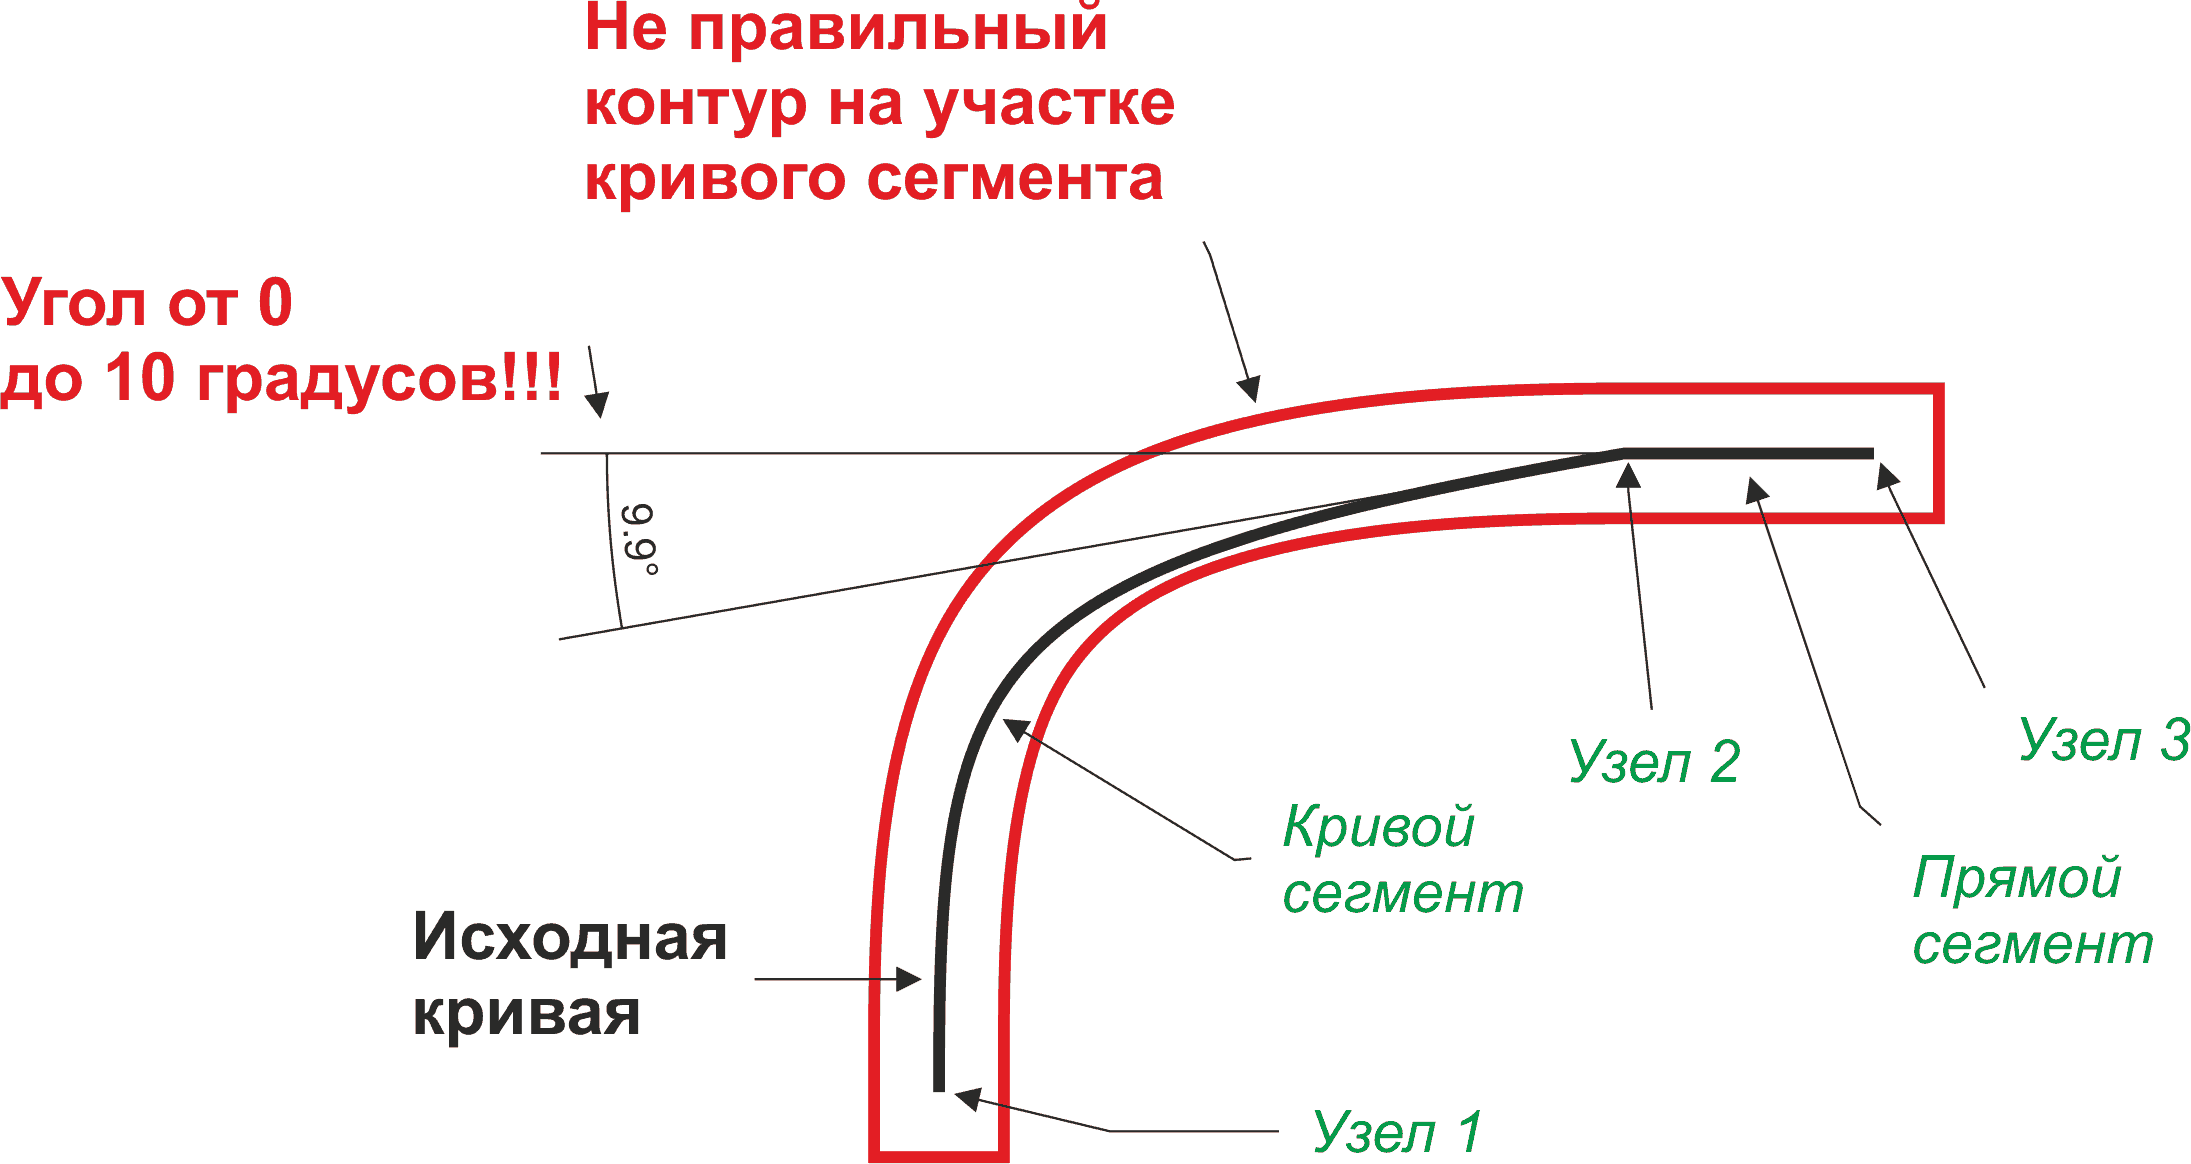 Не правильный
контур на участке
кривого сегмента
Угол от 0
до 10 градусов!!!
9.9°
Узел 3
Узел 2
Кривой
сегмент
Прямой
сегмент
Исходная
кривая
Узел 1